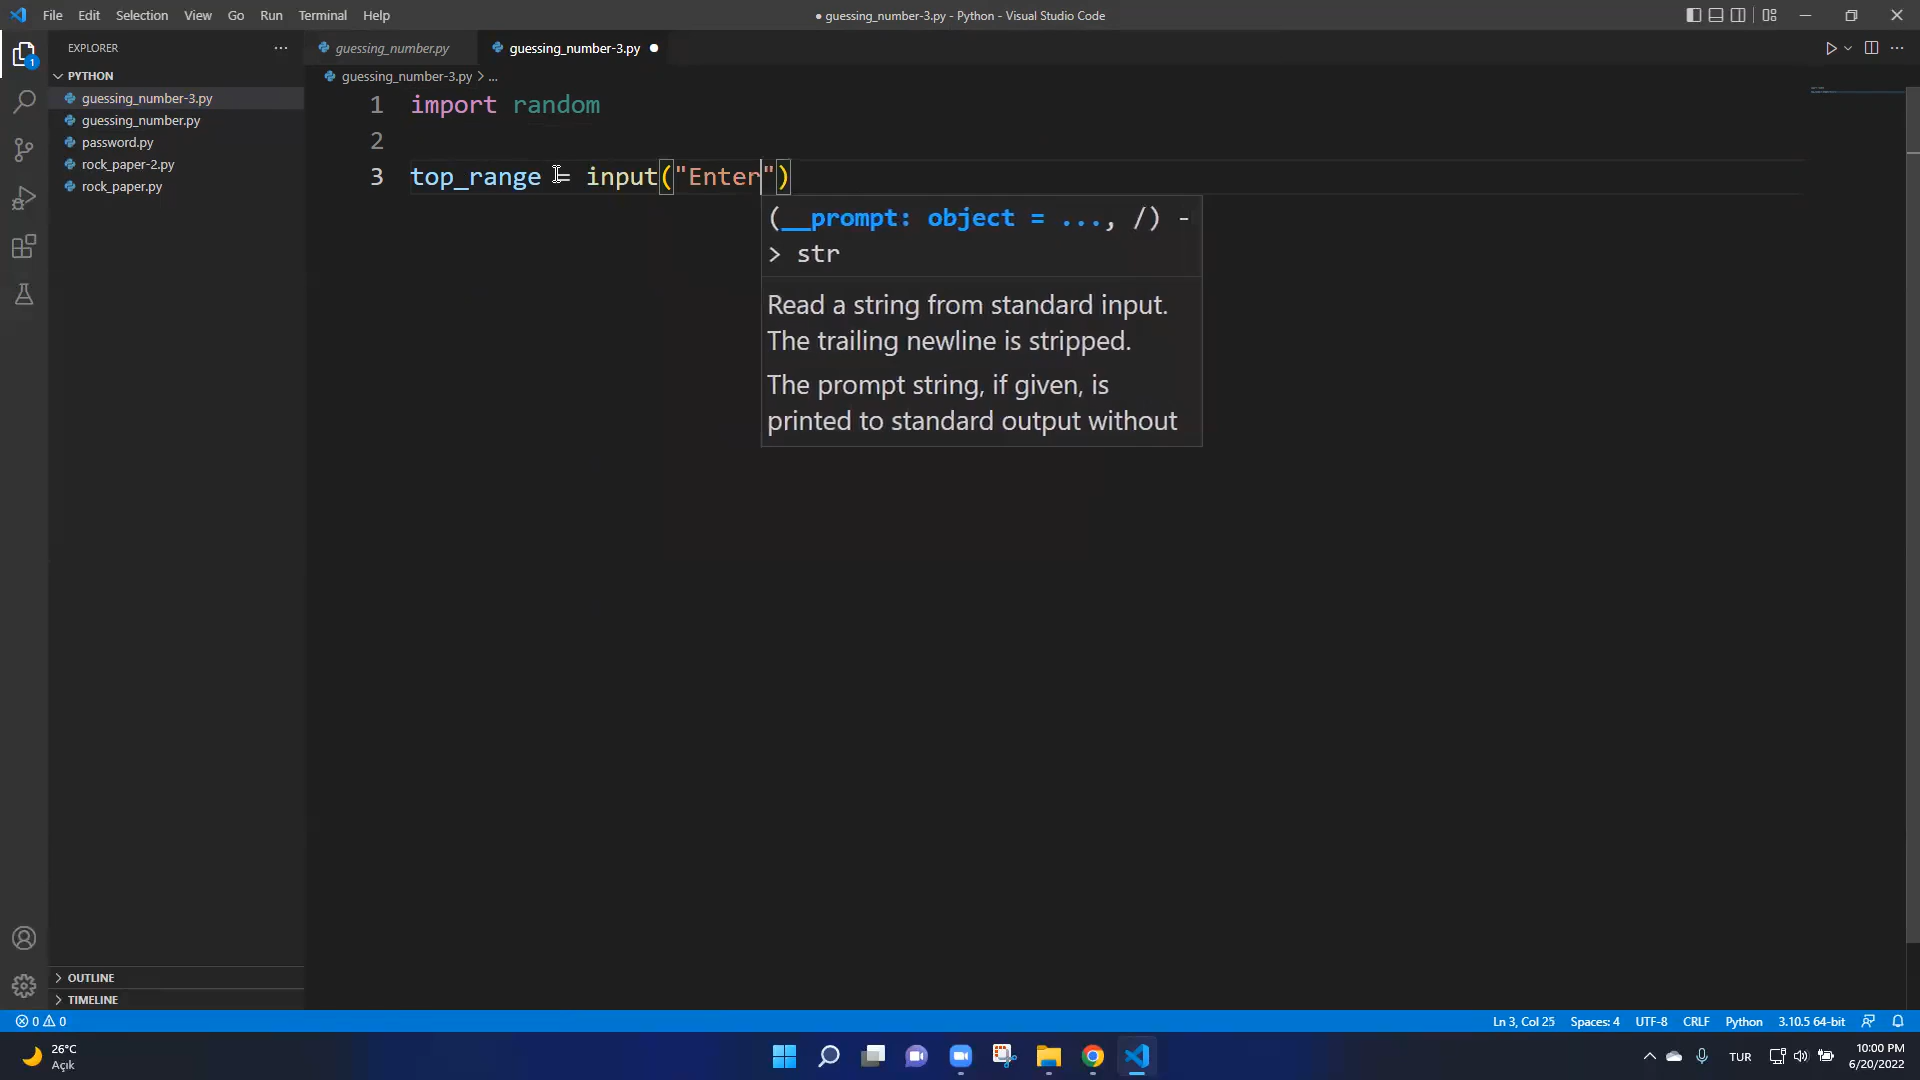 File Edit Selection View Go Run Terminal Help
● guessing_number-3.py - Python - Visual Studio Code
EXPLORER
guessing_number.py
guessing_number-3.py
PYTHON
guessing_number-3.py > ...
guessing_number-3.py
guessing_number.py
password.py
rock_paper-2.py
rock_paper.py
1 import random
2
3 top_range = input("Enter")
(__prompt: object = ..., /) -
> str
Read a string from standard input.
The trailing newline is stripped.
The prompt string, if given, is
printed to standard output without
1
OUTLINE
TIMELINE
0 0
Ln 3, Col 25 Spaces: 4 UTF-8 CRLF Python 3.10.5 64-bit
26°C
Açık
TUR
10:00 PM
6/20/2022